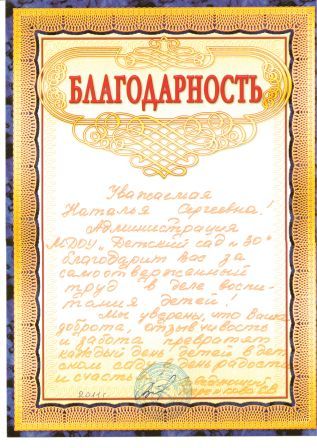 БЛАГОДАРНОСТЬ
Уважаемая
Наталья Сергеевна!
Администрация
МДОУ „Детский сад н 30"
благодарит Вас за
самоотверженный
труд в деле воспи-
тания детей!
Мы уверены, что Ваша
доброта, отзывчивость
и забота превратят
каждый день детей в дет
ском саду в день радости
и счастья
Заведующий
2011г.